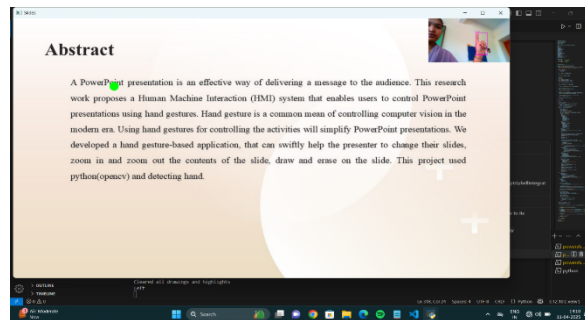 Abstract
A PowerPoint presentation is an effective way of delivering a message to the audience. This research
work proposes a Human Machine Interaction (HMI) system that enables users to control PowerPoint
presentations using hand gestures. Hand gesture is a common mean of controlling computer vision in the
modern era. Using hand gestures for controlling the activities will simplify PowerPoint presentations. We
developed a hand gesture-based application, that can swiftly help the presenter to change their slides,
zoom in and zoom out the contents of the slide, draw and erase on the slide. This project used
python(opencv) and detecting hand.
OUTLINE
TIMELINE
Cleared all drawings and highlights
Search